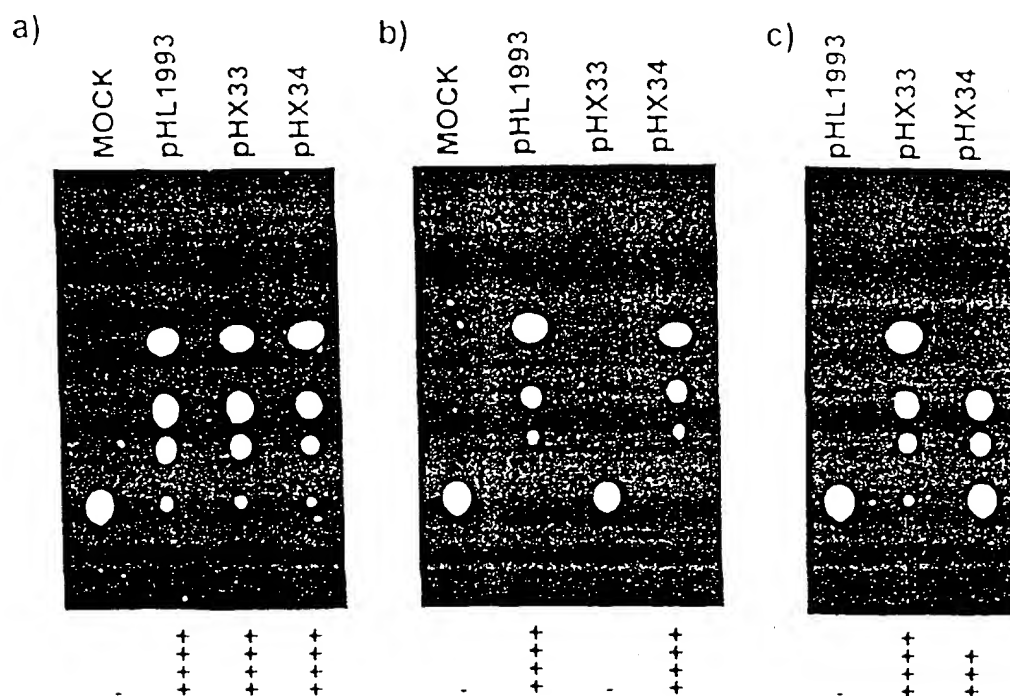 a)
MOCK
pHL1993
pHX33
pHX34
-
++++
++++
++++
b)
MOCK
pHL1993
pHX33
pHX34
-
++++
-
++++
c)
pHL1993
pHX33
pHX34
-
++++
+++